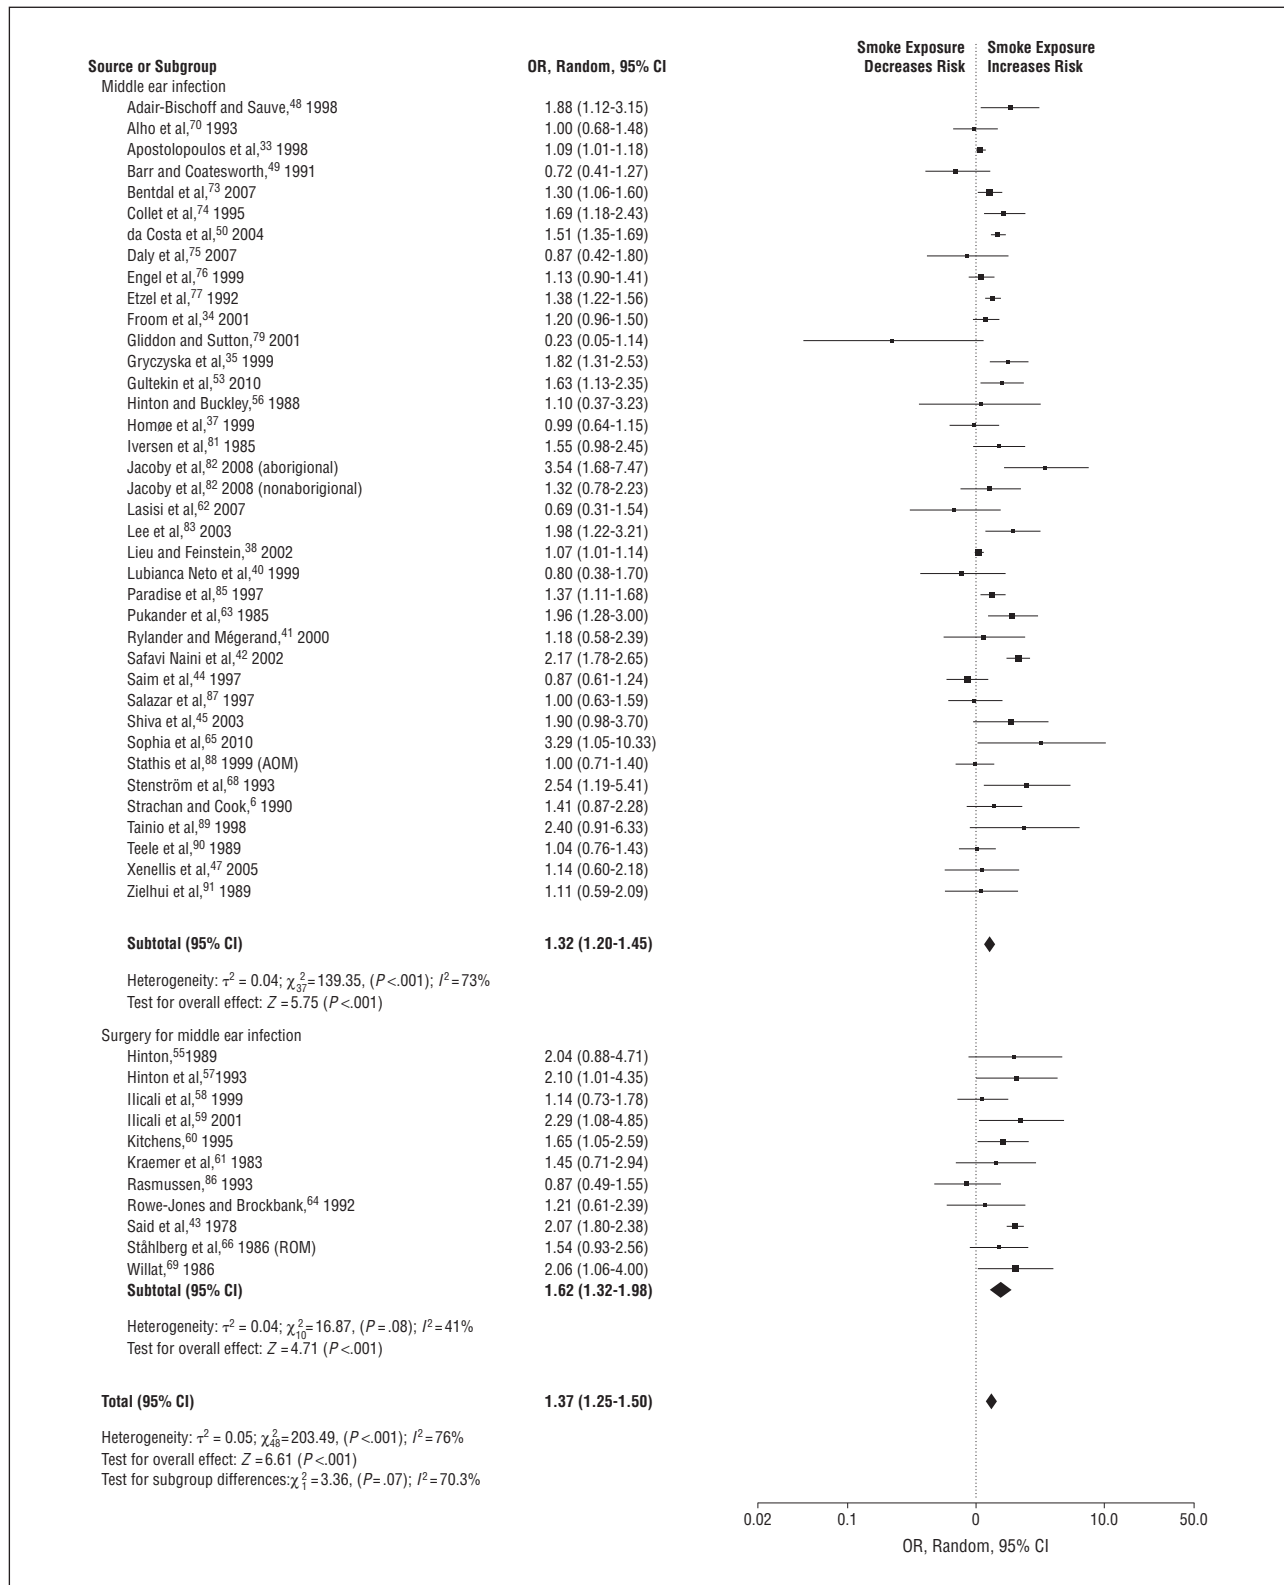 Smoke Exposure Decreases Risk
Smoke Exposure Increases Risk
Source or Subgroup OR, Random, 95% CI
Middle ear infection
Adair-Bischoff and Sauve,48 1998 1.88 (1.12-3.15)
Alho et al,70 1993 1.00 (0.68-1.48)
Apostolopoulos et al,33 1998 1.09 (1.01-1.18)
Barr and Coatesworth,49 1991 0.72 (0.41-1.27)
Bentdal et al,73 2007 1.30 (1.06-1.60)
Collet et al,74 1995 1.69 (1.18-2.43)
da Costa et al,50 2004 1.51 (1.35-1.69)
Daly et al,75 2007 0.87 (0.42-1.80)
Engel et al,76 1999 1.13 (0.90-1.41)
Etzel et al,77 1992 1.38 (1.22-1.56)
Froom et al,34 2001 1.20 (0.96-1.50)
Gliddon and Sutton,79 2001 0.23 (0.05-1.14)
Gryczyska et al,35 1999 1.82 (1.31-2.53)
Gultekin et al,53 2010 1.63 (1.13-2.35)
Hinton and Buckley,56 1988 1.10 (0.37-3.23)
Homøe et al,37 1999 0.99 (0.64-1.15)
Iversen et al,81 1985 1.55 (0.98-2.45)
Jacoby et al,82 2008 (aborigional) 3.54 (1.68-7.47)
Jacoby et al,82 2008 (nonaborigional) 1.32 (0.78-2.23)
Lasisi et al,62 2007 0.69 (0.31-1.54)
Lee et al,83 2003 1.98 (1.22-3.21)
Lieu and Feinstein,38 2002 1.07 (1.01-1.14)
Lubianca Neto et al,40 1999 0.80 (0.38-1.70)
Paradise et al,85 1997 1.37 (1.11-1.68)
Pukander et al,63 1985 1.96 (1.28-3.00)
Rylander and Mégerand,41 2000 1.18 (0.58-2.39)
Safavi Naini et al,42 2002 2.17 (1.78-2.65)
Saim et al,44 1997 0.87 (0.61-1.24)
Salazar et al,87 1997 1.00 (0.63-1.59)
Shiva et al,45 2003 1.90 (0.98-3.70)
Sophia et al,65 2010 3.29 (1.05-10.33)
Stathis et al,88 1999 (AOM) 1.00 (0.71-1.40)
Stenström et al,68 1993 2.54 (1.19-5.41)
Strachan and Cook,6 1990 1.41 (0.87-2.28)
Tainio et al,89 1998 2.40 (0.91-6.33)
Teele et al,90 1989 1.04 (0.76-1.43)
Xenellis et al,47 2005 1.14 (0.60-2.18)
Zielhui et al,91 1989 1.11 (0.59-2.09)
Subtotal (95% CI) 1.32 (1.20-1.45)
Heterogeneity: τ2 = 0.04; χ2 37 = 139.35, (P <.001); I2 = 73%
Test for overall effect: Z = 5.75 (P <.001)
Surgery for middle ear infection
Hinton,55 1989 2.04 (0.88-4.71)
Hinton et al,57 1993 2.10 (1.01-4.35)
Ilicali et al,58 1999 1.14 (0.73-1.78)
Ilicali et al,59 2001 2.29 (1.08-4.85)
Kitchens,60 1995 1.65 (1.05-2.59)
Kraemer et al,61 1983 1.45 (0.71-2.94)
Rasmussen,86 1993 0.87 (0.49-1.55)
Rowe-Jones and Brockbank,64 1992 1.21 (0.61-2.39)
Said et al,43 1978 2.07 (1.80-2.38)
Ståhlberg et al,66 1986 (ROM) 1.54 (0.93-2.56)
Willat,69 1986 2.06 (1.06-4.00)
Subtotal (95% CI) 1.62 (1.32-1.98)
Heterogeneity: τ2 = 0.04; χ2 10 = 16.87, (P = .08); I2 = 41%
Test for overall effect: Z = 4.71 (P <.001)
Total (95% CI) 1.37 (1.25-1.50)
Heterogeneity: τ2 = 0.05; χ2 48 = 203.49, (P <.001); I2 = 76%
Test for overall effect: Z = 6.61 (P <.001)
Test for subgroup differences: χ2 1 = 3.36, (P = .07); I2 = 70.3%
0.02 0.1 0 10.0 50.0
OR, Random, 95% CI